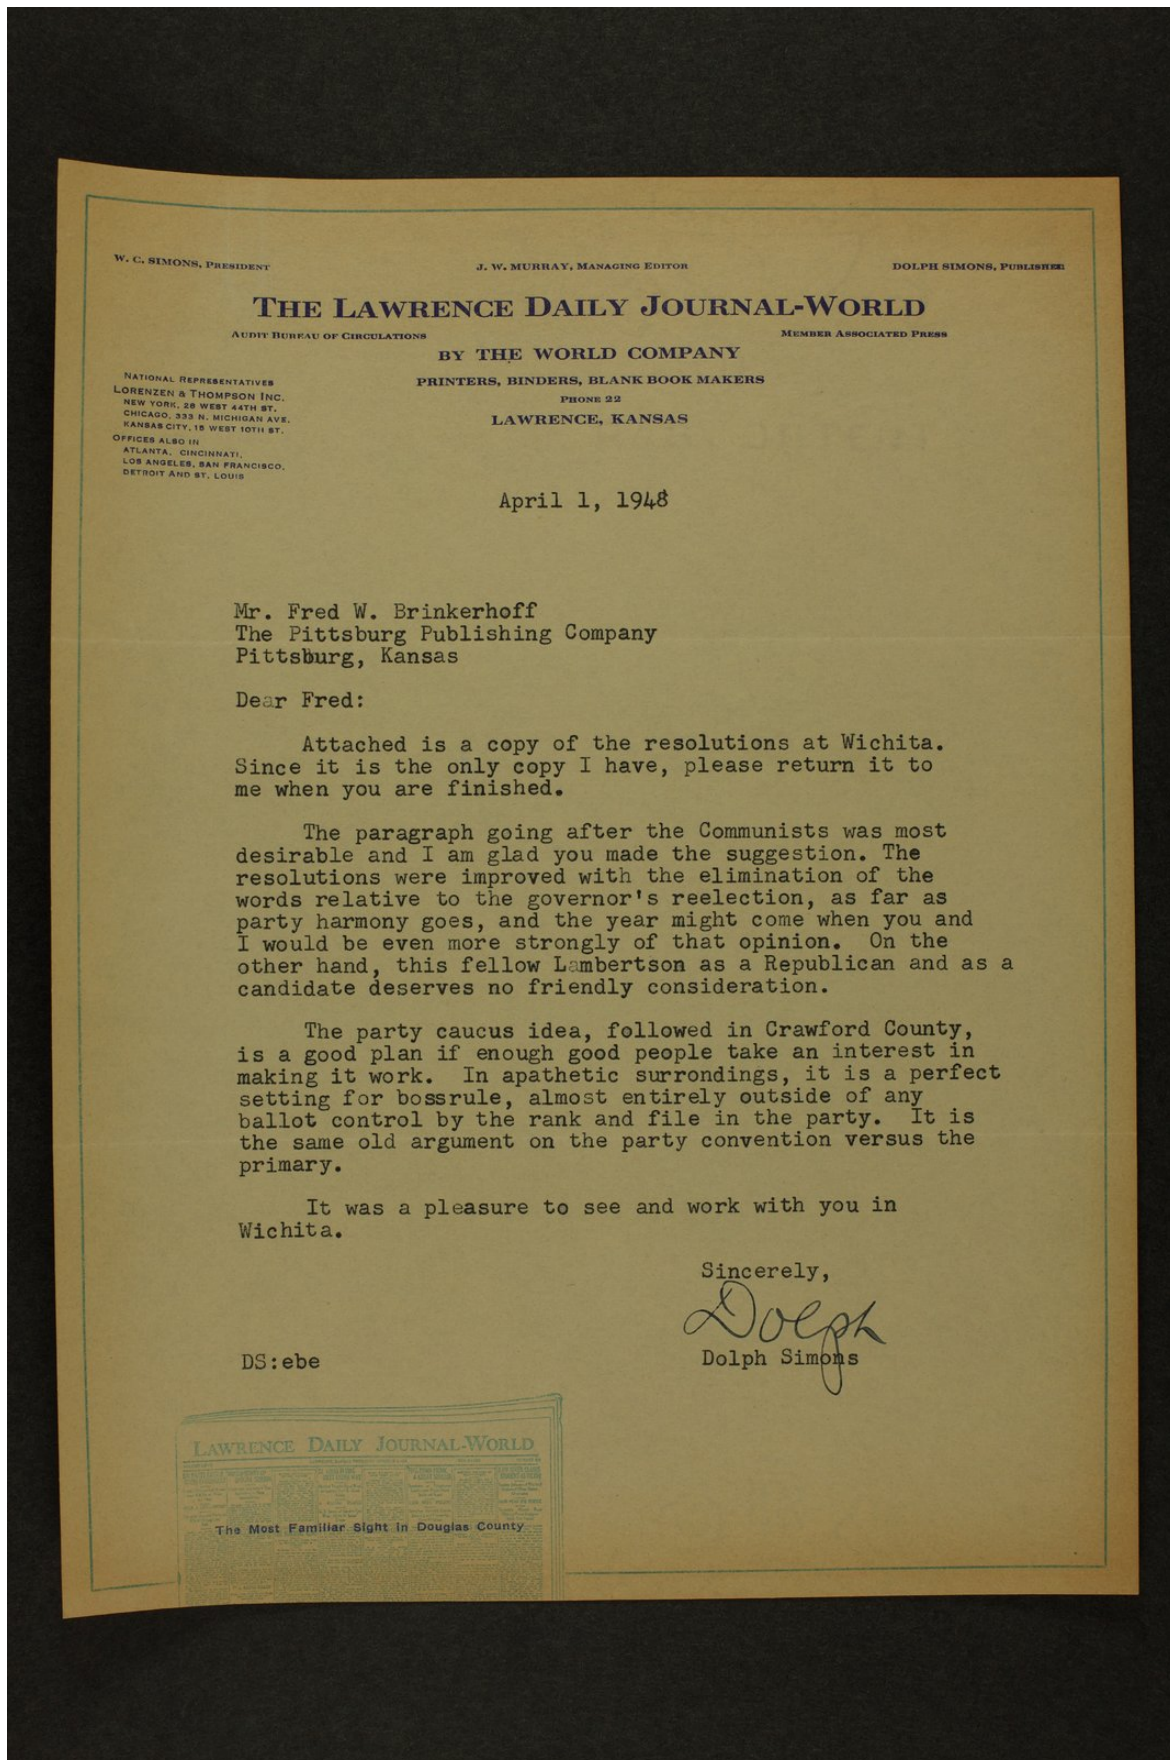 W. C. SIMONS, PRESIDENT
J. W. MURRAY, MANAGING EDITOR
DOLPH SIMONS, PUBLISHER
THE LAWRENCE DAILY JOURNAL-WORLD
AUDIT BUREAU OF CIRCULATIONS
MEMBER ASSOCIATED PRESS
BY THE WORLD COMPANY
PRINTERS, BINDERS, BLANK BOOK MAKERS
PHONE 22
LAWRENCE, KANSAS
NATIONAL REPRESENTATIVES
LORENZEN & THOMPSON INC.
NEW YORK, 28 WEST 44TH ST.
CHICAGO, 333 N. MICHIGAN AVE.
KANSAS CITY, 15 WEST 10TH ST.
OFFICES ALSO IN
ATLANTA, CINCINNATI,
LOS ANGELES, SAN FRANCISCO,
DETROIT AND ST. LOUIS
April 1, 1948
Mr. Fred W. Brinkerhoff
The Pittsburg Publishing Company
Pittsburg, Kansas
Dear Fred:
Attached is a copy of the resolutions at Wichita.
Since it is the only copy I have, please return it to
me when you are finished.
The paragraph going after the Communists was most
desirable and I am glad you made the suggestion. The
resolutions were improved with the elimination of the
words relative to the governor's reelection, as far as
party harmony goes, and the year might come when you and
I would be even more strongly of that opinion. On the
other hand, this fellow Lambertson as a Republican and as a
candidate deserves no friendly consideration.
The party caucus idea, followed in Crawford County,
is a good plan if enough good people take an interest in
making it work. In apathetic surrondings, it is a perfect
setting for bossrule, almost entirely outside of any
ballot control by the rank and file in the party. It is
the same old argument on the party convention versus the
primary.
It was a pleasure to see and work with you in
Wichita.
Sincerely,
Dolph
Dolph Simons
DS:ebe
LAWRENCE DAILY JOURNAL-WORLD
The Most Familiar Sight in Douglas County